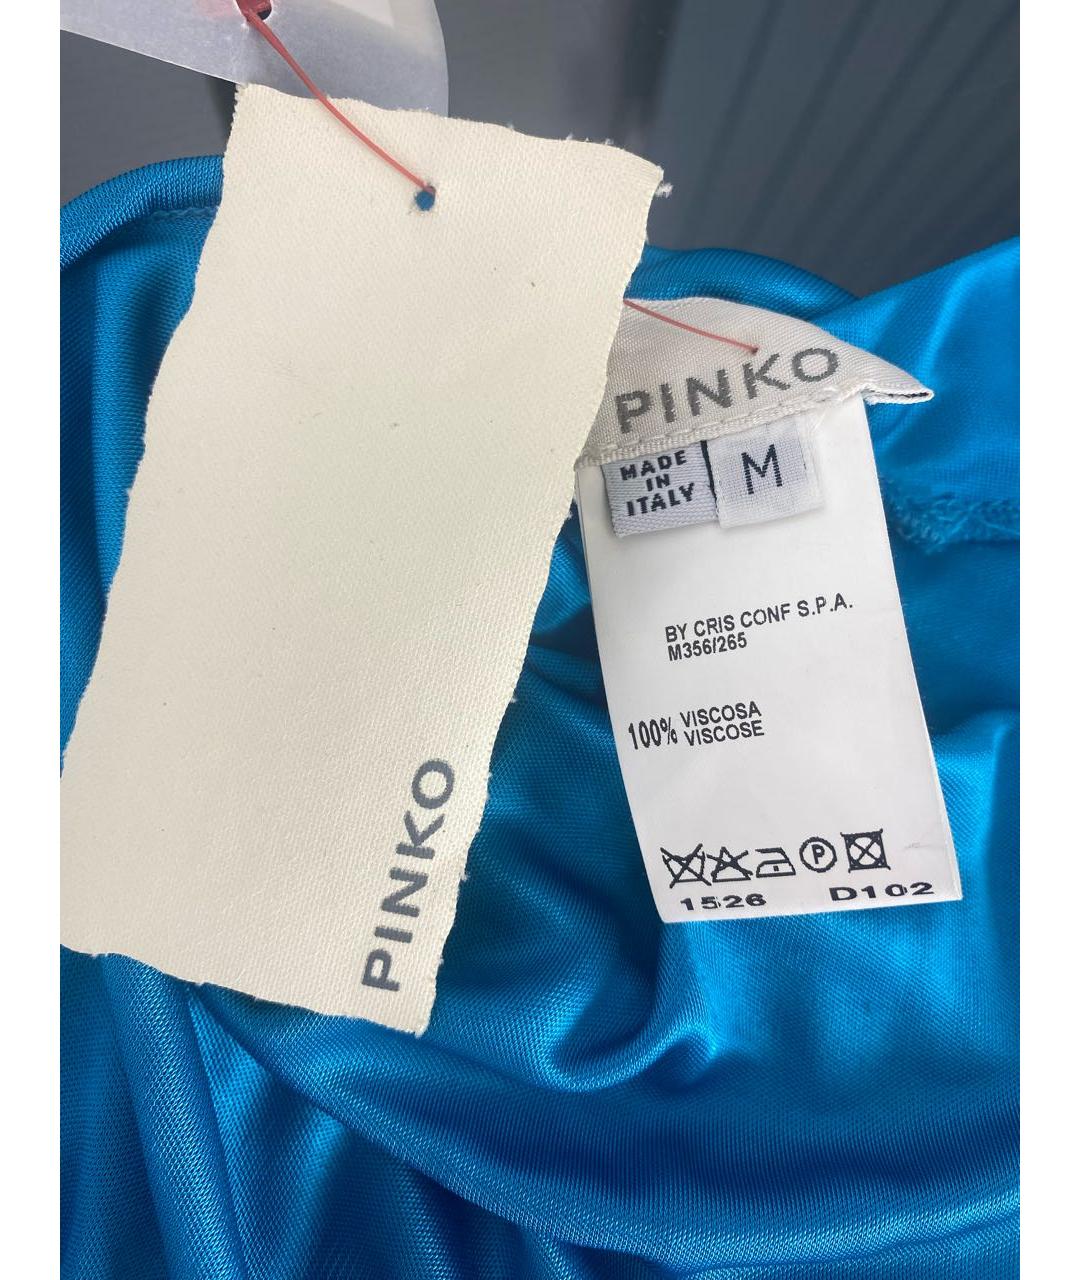 PINKO
PINKO
MADE
IN
ITALY
M
BY CRIS CONF S.P.A.
M356/265
100% VISCOSA
VISCOSE
P
1526 D102